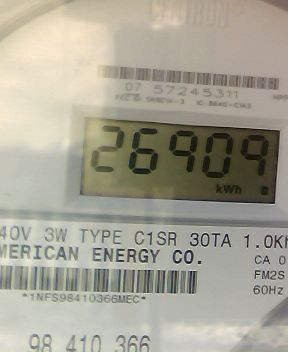 07 57245311
26909
kWh
40V 3W TYPE C1SR 30TA 1.0Kh
MERICAN ENERGY CO.
CA 0
FM2S
60Hz
*1NFS98410366MEC*
98 410 366